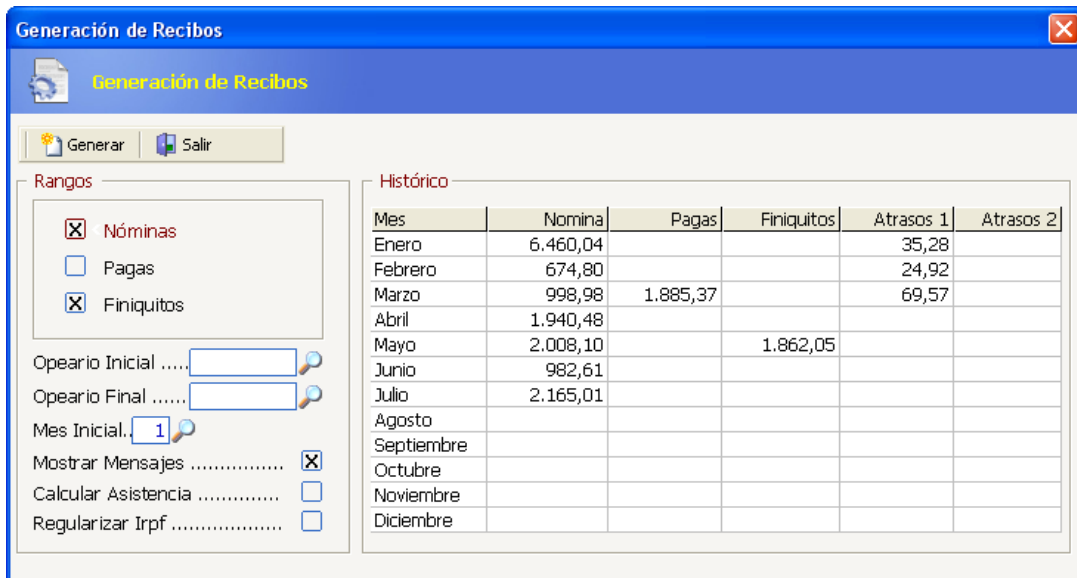 Generación de Recibos
Generación de Recibos
Generar Salir
Rangos
Nóminas
Pagas
Finiquitos
Opeario Inicial .....
Opeario Final ......
Mes Inicial.. 1
Mostrar Mensajes ................
Calcular Asistencia ..............
Regularizar Irpf ...................
Histórico
Mes Nomina Pagas Finiquitos Atrasos 1 Atrasos 2
Enero 6.460,04 35,28
Febrero 674,80 24,92
Marzo 998,98 1.885,37 69,57
Abril 1.940,48
Mayo 2.008,10 1.862,05
Junio 982,61
Julio 2.165,01
Agosto
Septiembre
Octubre
Noviembre
Diciembre